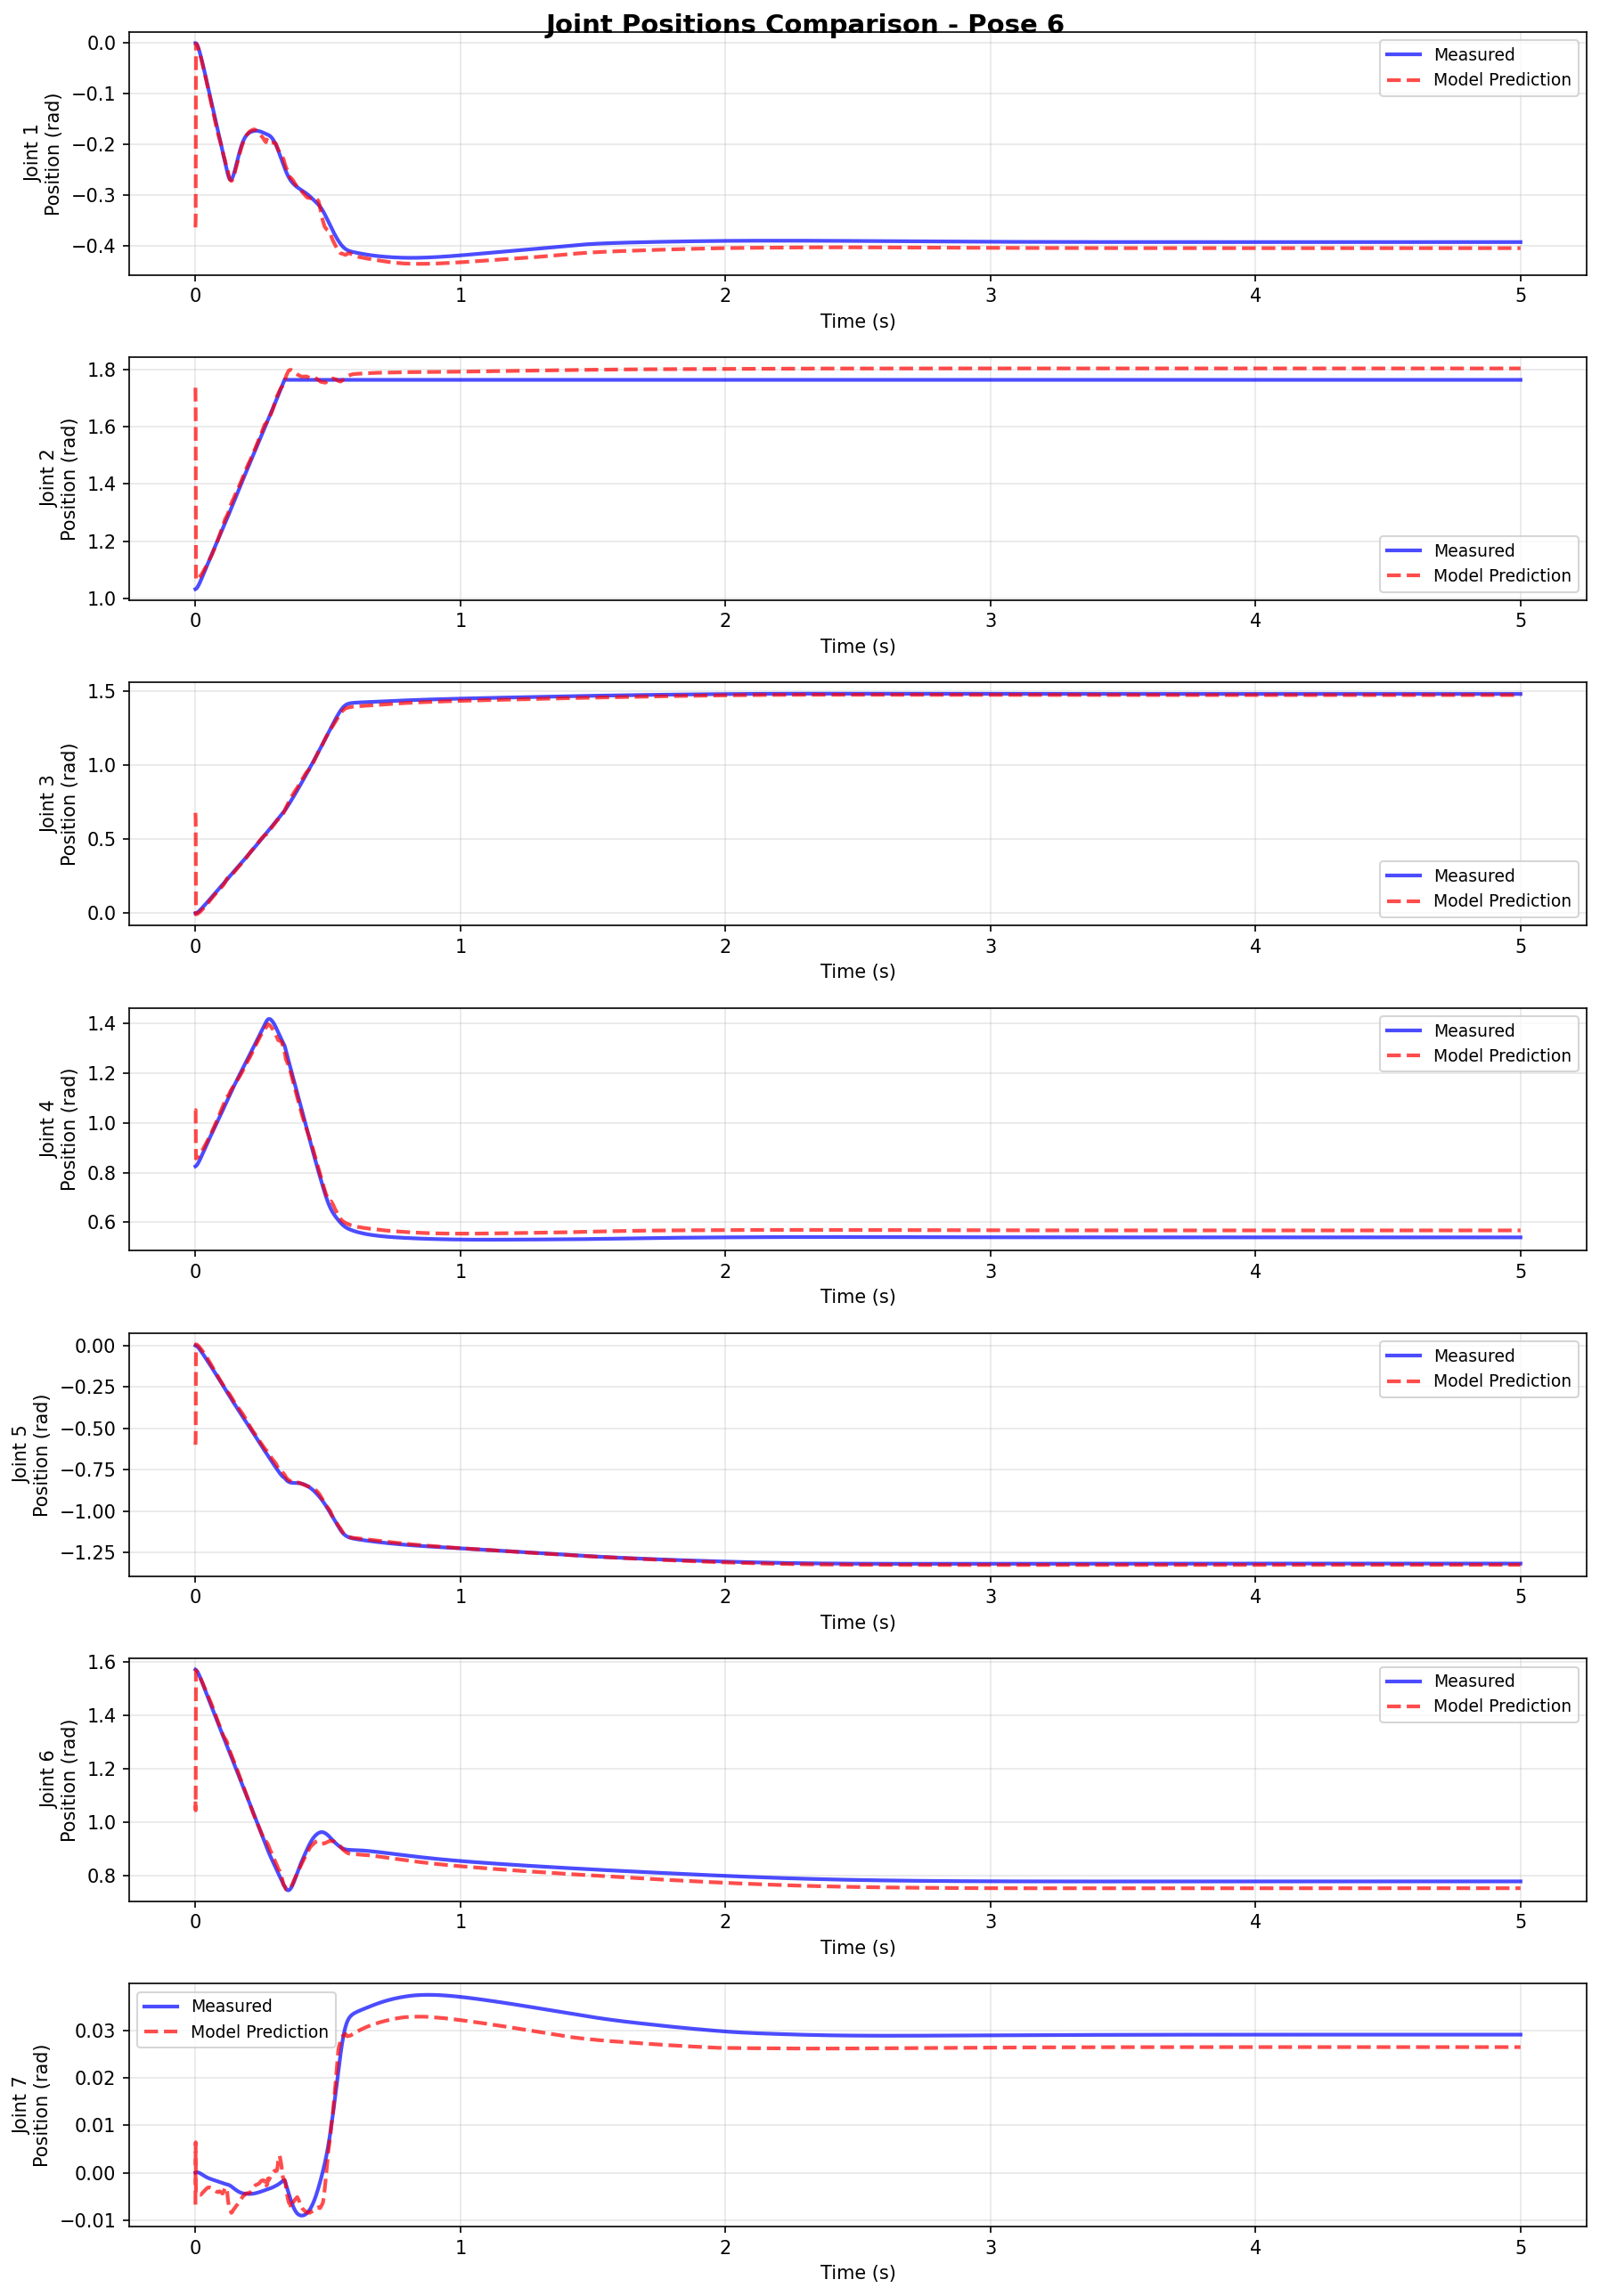 Joint Positions Comparison - Pose 6
Joint 1
Position (rad)
0.0
−0.1
−0.2
−0.3
−0.4
Measured
Model Prediction
0 1 2 3 4 5
Time (s)
Joint 2
Position (rad)
1.8
1.6
1.4
1.2
1.0
Measured
Model Prediction
0 1 2 3 4 5
Time (s)
Joint 3
Position (rad)
1.5
1.0
0.5
0.0
Measured
Model Prediction
0 1 2 3 4 5
Time (s)
Joint 4
Position (rad)
1.4
1.2
1.0
0.8
0.6
Measured
Model Prediction
0 1 2 3 4 5
Time (s)
Joint 5
Position (rad)
0.00
−0.25
−0.50
−0.75
−1.00
−1.25
Measured
Model Prediction
0 1 2 3 4 5
Time (s)
Joint 6
Position (rad)
1.6
1.4
1.2
1.0
0.8
Measured
Model Prediction
0 1 2 3 4 5
Time (s)
Joint 7
Position (rad)
0.03
0.02
0.01
0.00
−0.01
Measured
Model Prediction
0 1 2 3 4 5
Time (s)